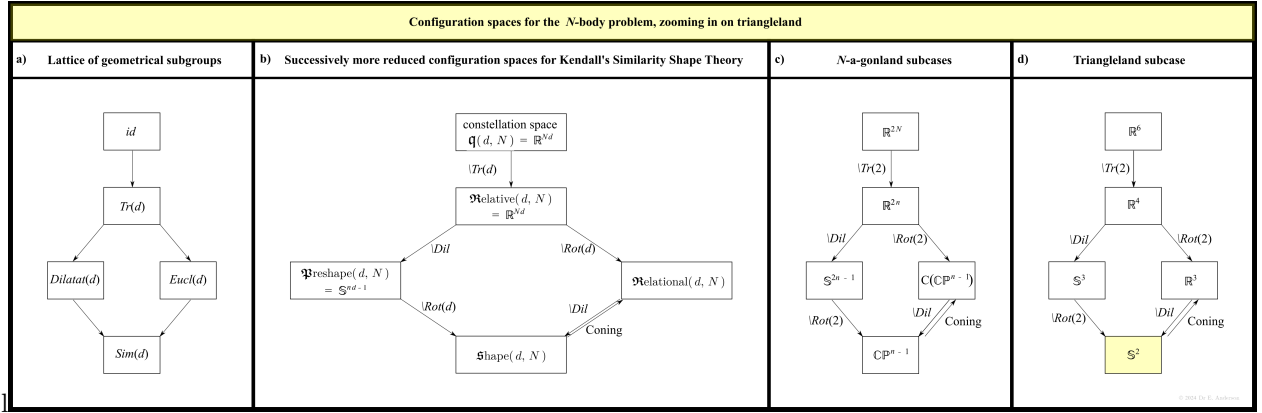 Configuration spaces for the N-body problem, zooming in on triangleland
a) Lattice of geometrical subgroups
b) Successively more reduced configuration spaces for Kendall's Similarity Shape Theory
c) N-a-gonland subcases
d) Triangleland subcase
id
Tr(d)
Dilatat(d)
Eucl(d)
Sim(d)
constellation space
𝖖(d, N) = ℝ^{Nd}
\Tr(d)
𝕽elative(d, N)
= ℝ^{Nd}
\Dil
\Rot(d)
𝕻reshape(d, N)
= 𝕊^{nd-1}
𝕽elational(d, N)
\Rot(d)
\Dil
Coning
𝕾hape(d, N)
ℝ^{2N}
\Tr(2)
ℝ^{2n}
\Dil
\Rot(2)
𝕊^{2n - 1}
C(ℂℙ^{n - 1})
\Rot(2)
\Dil
Coning
ℂℙ^{n - 1}
ℝ^6
\Tr(2)
ℝ^4
\Dil
\Rot(2)
𝕊^3
ℝ^3
\Rot(2)
\Dil
Coning
𝕊^2
© 2024 Dr E. Anderson
]